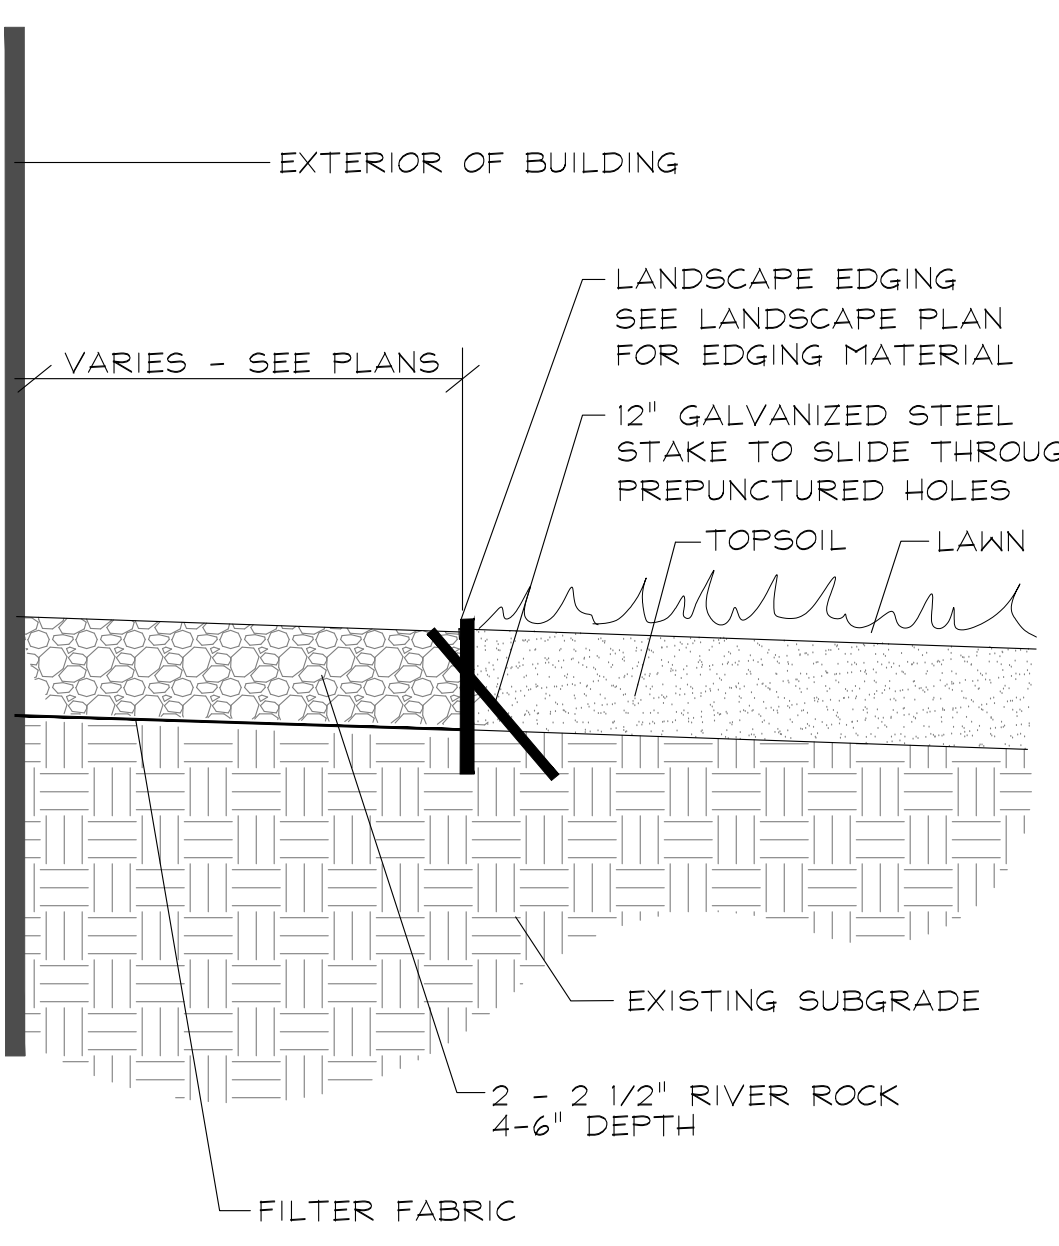 EXTERIOR OF BUILDING
LANDSCAPE EDGING
SEE LANDSCAPE PLAN
FOR EDGING MATERIAL
VARIES - SEE PLANS
12" GALVANIZED STEEL
STAKE TO SLIDE THROUG
PREPUNCTURED HOLES
TOPSOIL
LAWN
EXISTING SUBGRADE
2 - 2 1/2" RIVER ROCK
4-6" DEPTH
FILTER FABRIC